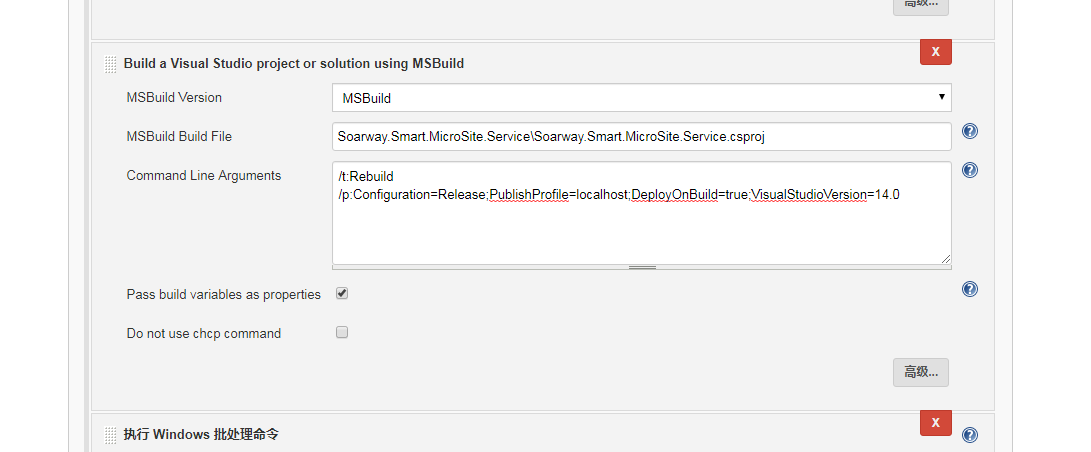 高级...
X
Build a Visual Studio project or solution using MSBuild
MSBuild Version
MSBuild
MSBuild Build File
Soarway.Smart.MicroSite.Service\Soarway.Smart.MicroSite.Service.csproj
Command Line Arguments
/t:Rebuild
/p:Configuration=Release;PublishProfile=localhost;DeployOnBuild=true;VisualStudioVersion=14.0
Pass build variables as properties
Do not use chcp command
高级...
X
执行 Windows 批处理命令